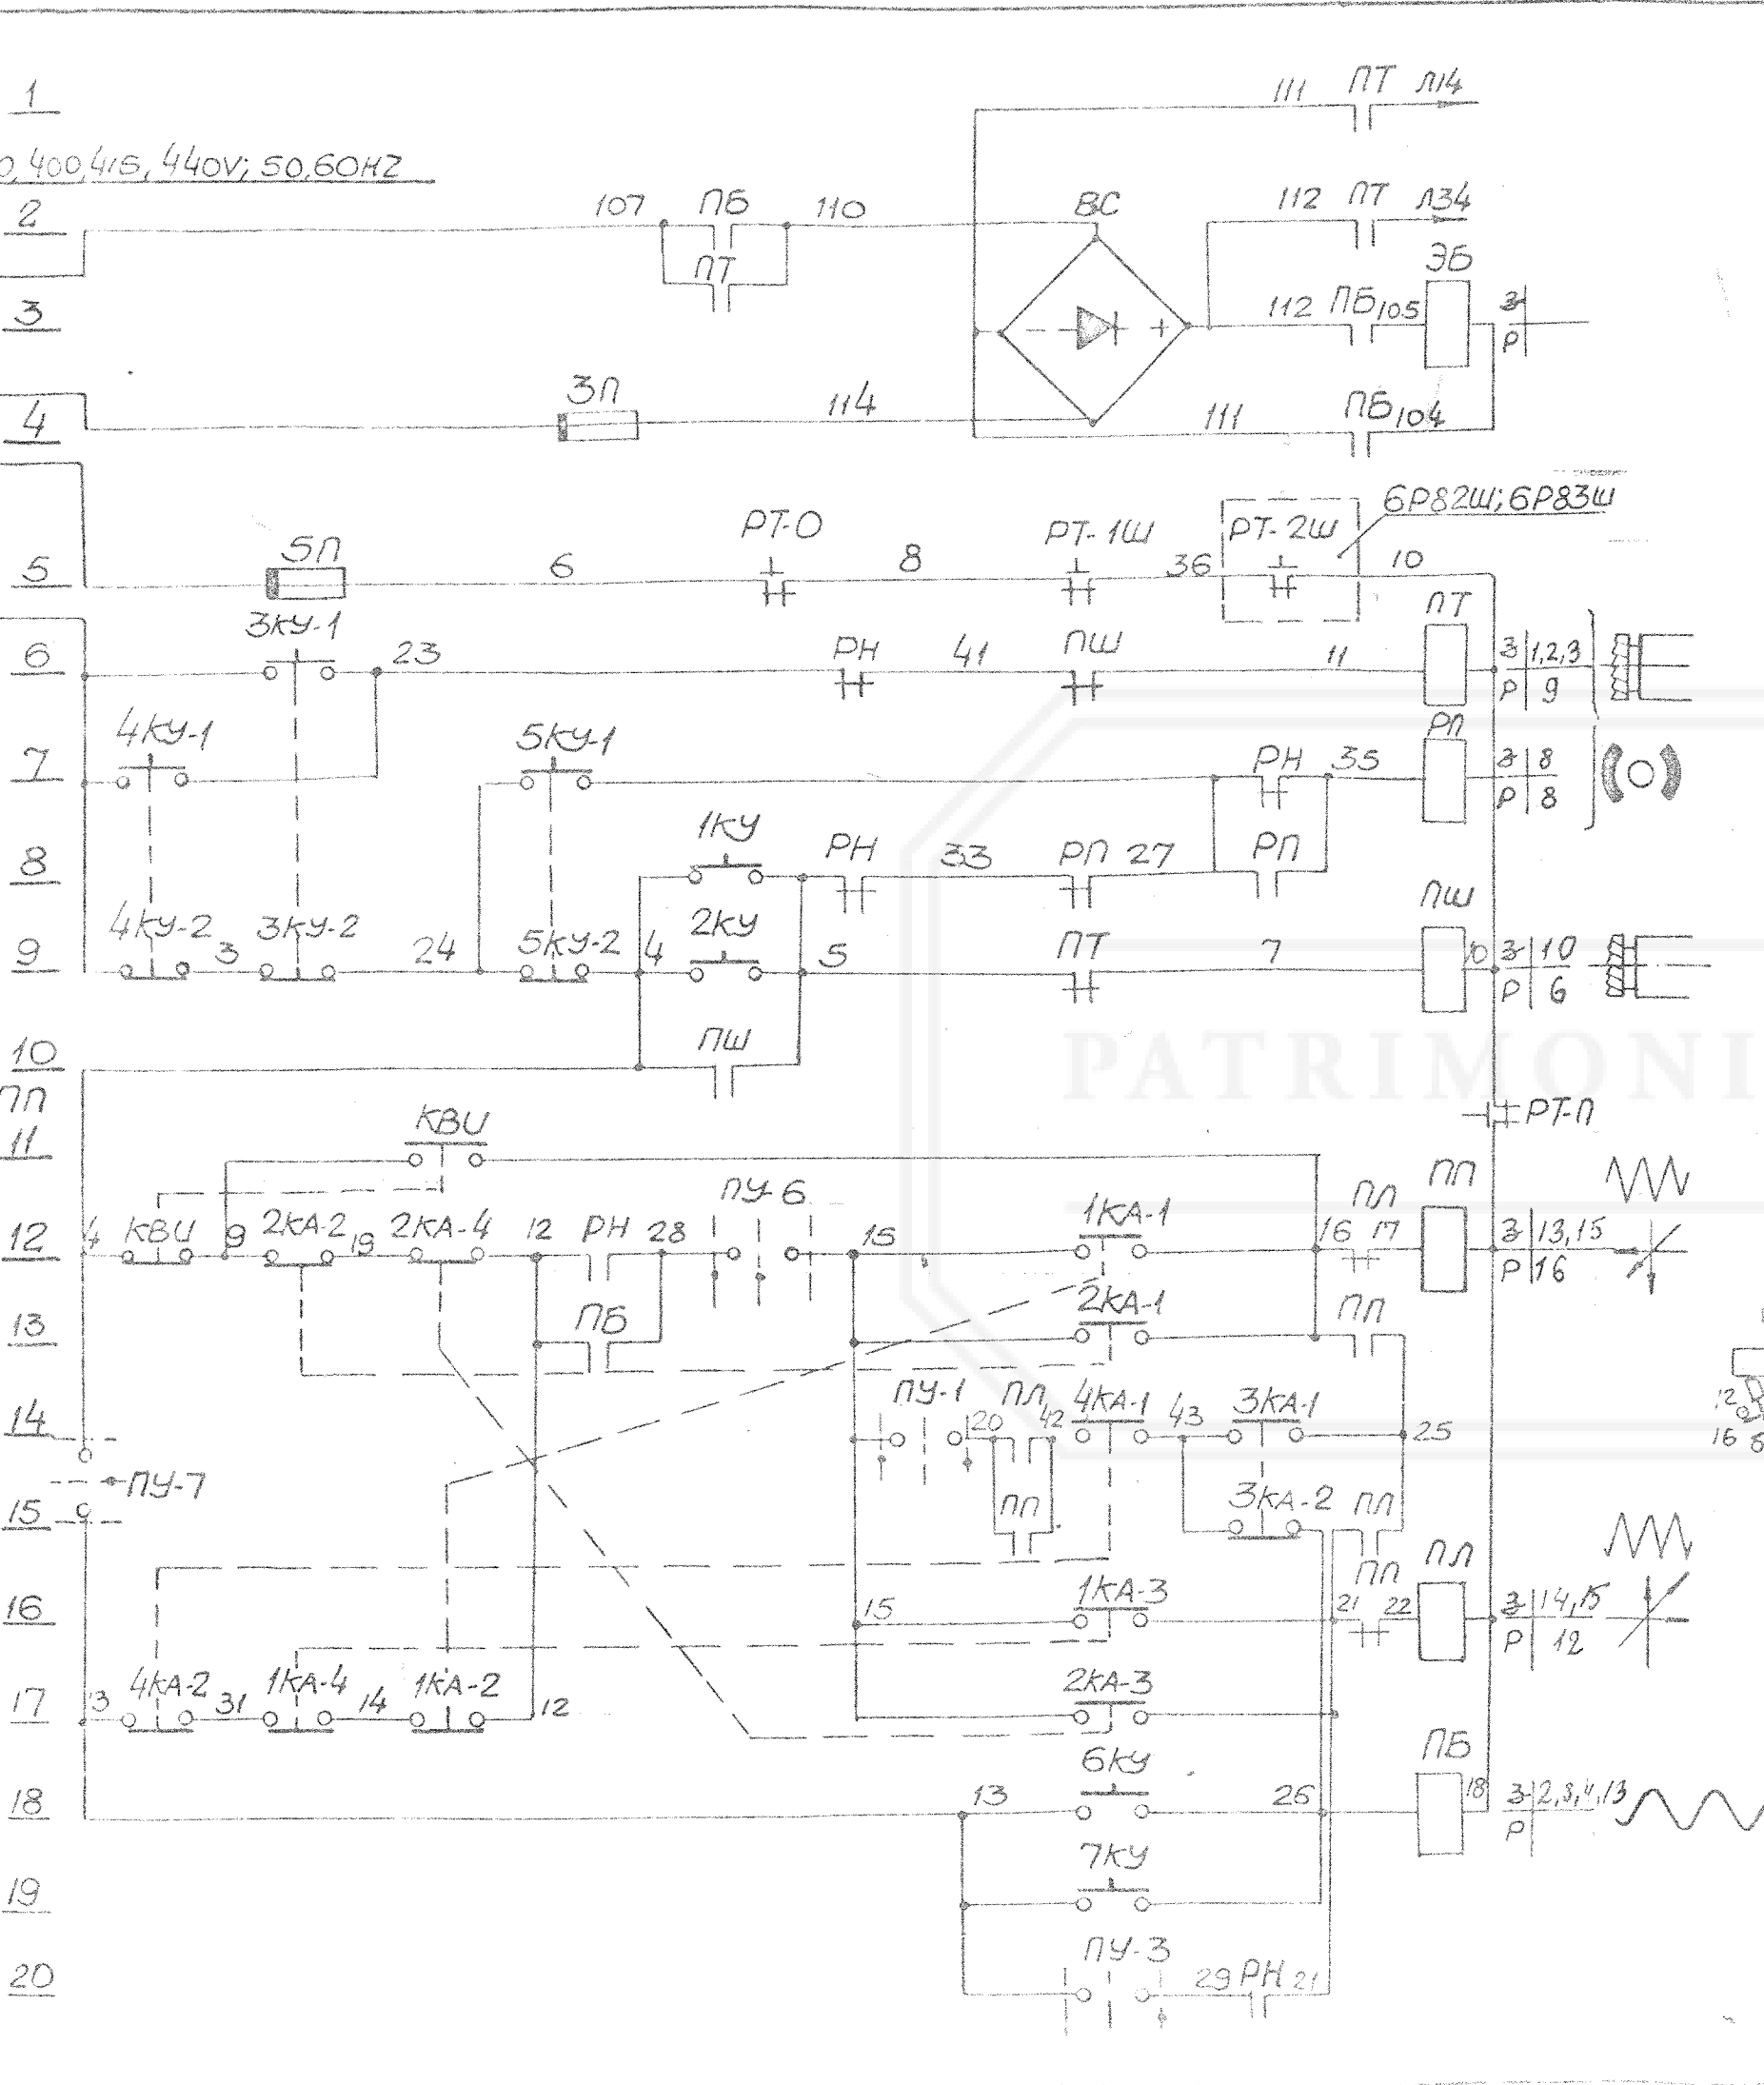 1 111 ПТ Л14
400, 415, 440V; 50, 60HZ
2 107 ПБ 110 ВС 112 ПТ Л34
ПТ ЭБ
3 - + 112 ПБ 105 З
Р
4 3П 114 111 ПБ 104
6Р82Ш; 6Р83Ш
5 5П 6 РТ-О 8 РТ-1Ш 36 РТ-2Ш 10
ПТ
6 3КУ-1 23 РН 41 ПШ 11 З 1,2,3
Р 9
РП
7 4КУ-1 5КУ-1 РН 35 З 8
Р 8
8 1КУ РН 33 РП 27 РП
ПШ
9 4КУ-2 3 3КУ-2 24 5КУ-2 4 2КУ 5 ПТ 7 10 З 10
Р 6
10 ПШ
ПП РТ-П
11 КВИ
ПП
12 4 КВИ 9 2КА-2 19 2КА-4 12 РН 28 ПУ-6 15 1КА-1 16 ПЛ 17 З 13,15
Р 16
13 ПБ 2КА-1 ПП
14 ПУ-1 20 ПЛ 42 4КА-1 43 3КА-1 25
12
16
ПУ-7
15 ПП 3КА-2 ПЛ
ПЛ
16 15 1КА-3 21 ПП 22 З 14,15
Р 12
17 13 4КА-2 31 1КА-4 14 1КА-2 12 2КА-3
ПБ
18 13 6КУ 26 18 З 2,3,4,13
Р
19 7КУ
20 ПУ-3 29 РН 21
PATRIMONI